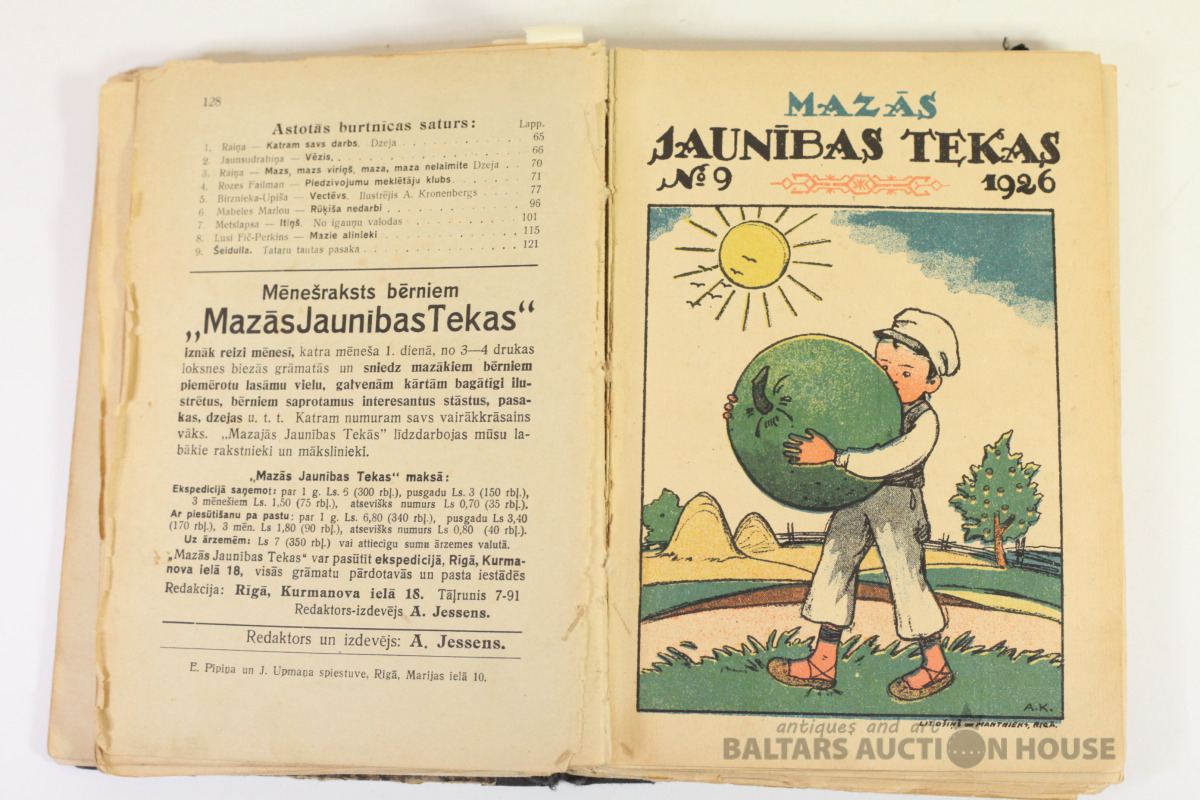 128
Astotās burtnīcas saturs: Lapp.
1. Raiņa — Katram savs darbs. Dzeja . . . . . . . . 65
2. Jaunsudrabiņa — Vēzis. . . . . . . . . 66
3. Raiņa — Mazs, mazs viriņš, maza, maza nelaimīte Dzeja . . 70
4. Rozes Failman — Piedzīvojumu meklētāju klubs. . . . . . . 71
5. Birznieka-Upīša — Vectēvs. Ilustrējis A. Kronenbergs . . . . 77
6. Mabeles Marlou — Rūķīša nedarbi . . . . . . . . 96
7. Metslapsa — Itiņš. No igauņu valodas . . . . . . . . 101
8. Lusi Fič-Perkins — Mazie alinieki . . . . . . . . 115
9. Šeidulla. Tataru tautas pasaka . . . . . . . . 121
Mēnešraksts bērniem
„Mazās Jaunības Tekas“
iznāk reizi mēnesī, katra mēneša 1. dienā, no 3—4 drukas
loksnes biezās grāmatās un sniedz mazākiem bērniem
piemērotu lasāmu vielu, galvenām kārtām bagātīgi ilu-
strētus, bērniem saprotamus interesantus stāstus, pasa-
kas, dzejas u. t. t. Katram numuram savs vairākkrāsains
vāks. „Mazajās Jaunības Tekās” līdzdarbojas mūsu la-
bākie rakstnieki un mākslinieki.
„Mazās Jaunības Tekas“ maksā:
Ekspedicijā saņemot: par 1 g. Ls. 6 (300 rbļ.), pusgadu Ls. 3 (150 rbļ.),
3 mēnešiem Ls. 1,50 (75 rbļ.), atsevišks numurs Ls 0,70 (35 rbļ.).
Ar piesūtīšanu pa pastu: par 1 g. Ls. 6,80 (340 rbļ.), pusgadu Ls 3,40
(170 rbļ.), 3 mēn. Ls 1,80 (90 rbļ.), atsevišks numurs Ls 0,80 (40 rbļ.).
Uz ārzemēm: Ls 7 (350 rbļ.) vai attiecīgu sumu ārzemes valutā.
„Mazās Jaunības Tekas“ var pasūtīt ekspedicijā, Rīgā, Kurma-
nova ielā 18, visās grāmatu pārdotavās un pasta iestādēs
Redakcija: Rīgā, Kurmanova ielā 18. Tāļrunis 7-91
Redaktors-izdevējs A. Jessens.
Redaktors un izdevējs: A. Jessens.
E. Pīpiņa un J. Upmaņa spiestuve, Rīgā, Marijas ielā 10.
MAZĀS
JAUNĪBAS TEKAS
№ 9 1926
A.K.
MANTNIEKS, RĪGĀ.
antiques and art
BALTARS AUCTION HOUSE